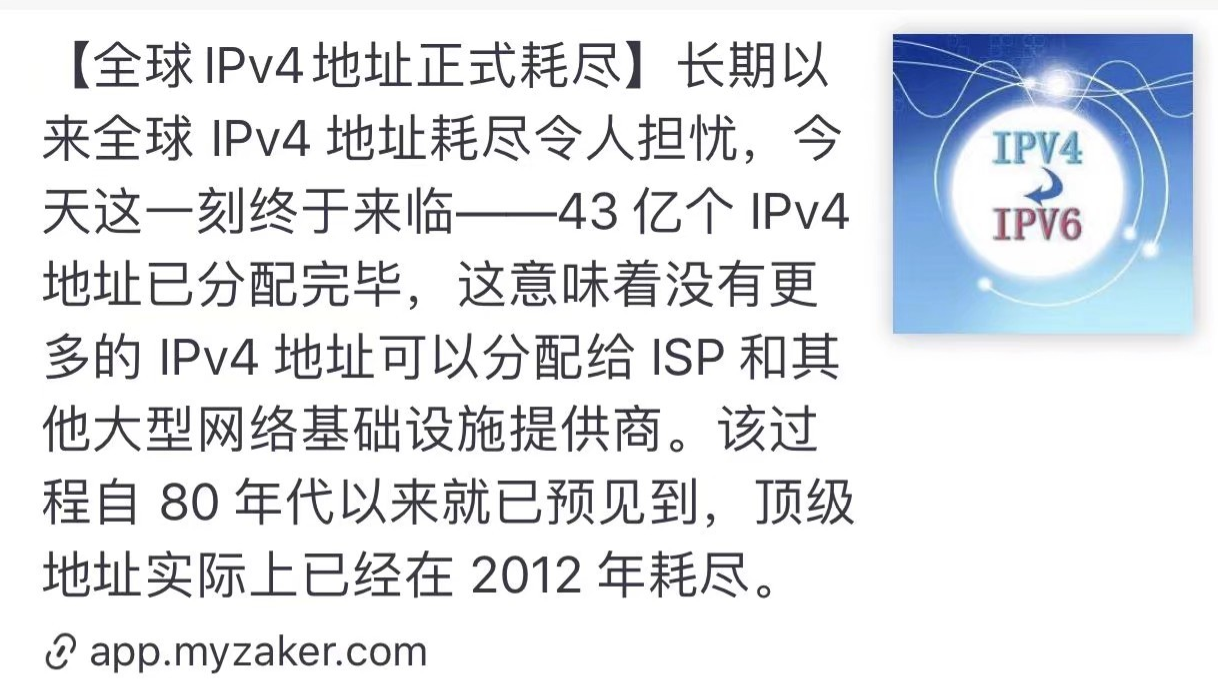 【全球IPv4地址正式耗尽】长期以
来全球 IPv4 地址耗尽令人担忧，今
天这一刻终于来临——43 亿个 IPv4
地址已分配完毕，这意味着没有更
多的 IPv4 地址可以分配给 ISP 和其
他大型网络基础设施提供商。该过
程自 80 年代以来就已预见到，顶级
地址实际上已经在 2012 年耗尽。
app.myzaker.com
IPV4
IPV6